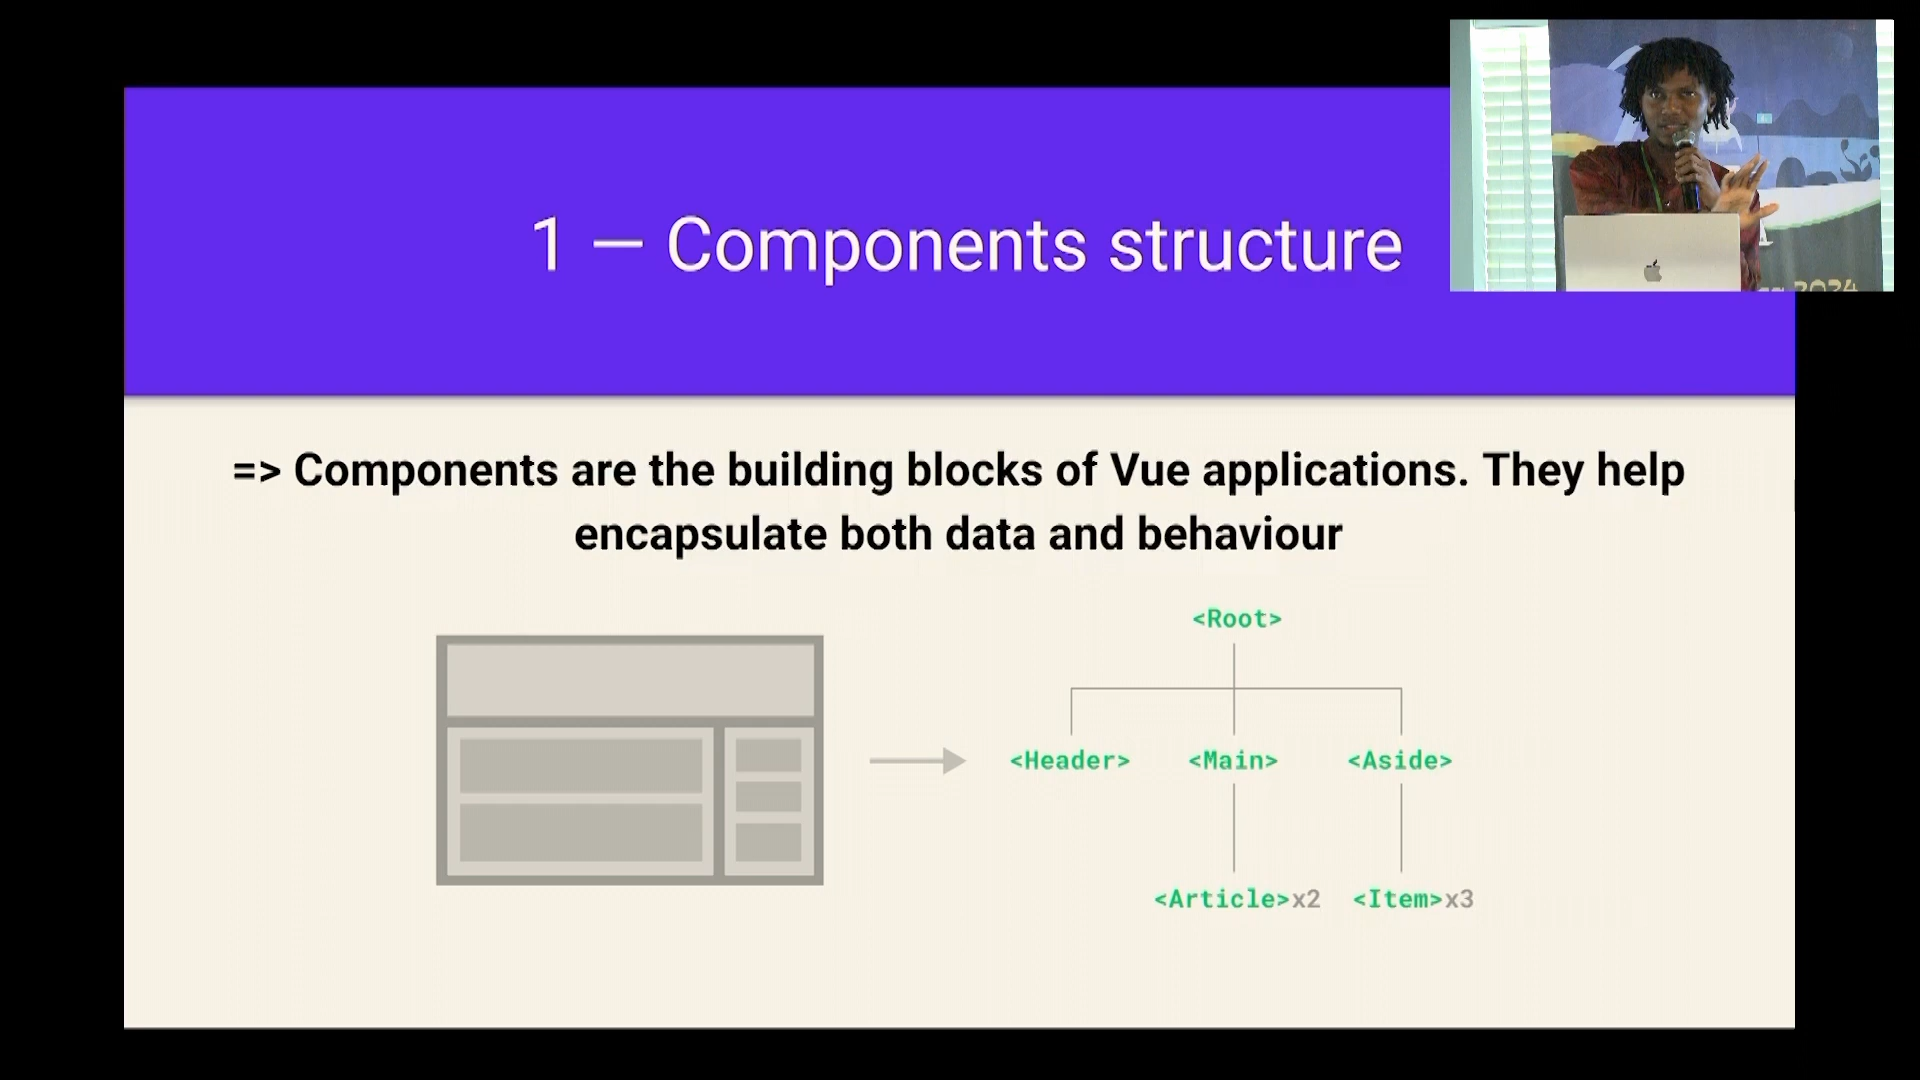 1 — Components structure
=> Components are the building blocks of Vue applications. They help
encapsulate both data and behaviour
<Root>
<Header> <Main> <Aside>
<Article>x2 <Item>x3
2024